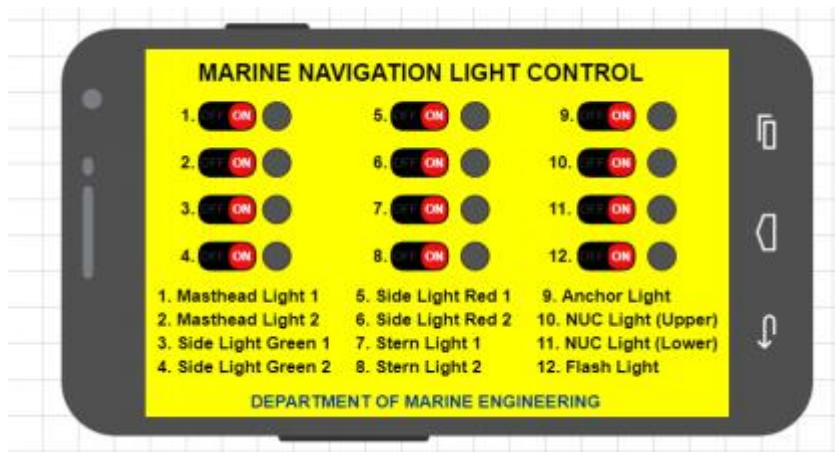 MARINE NAVIGATION LIGHT CONTROL
1. OFF ON 5. OFF ON 9. OFF ON
2. OFF ON 6. OFF ON 10. OFF ON
3. OFF ON 7. OFF ON 11. OFF ON
4. OFF ON 8. OFF ON 12. OFF ON
1. Masthead Light 1 5. Side Light Red 1 9. Anchor Light
2. Masthead Light 2 6. Side Light Red 2 10. NUC Light (Upper)
3. Side Light Green 1 7. Stern Light 1 11. NUC Light (Lower)
4. Side Light Green 2 8. Stern Light 2 12. Flash Light
DEPARTMENT OF MARINE ENGINEERING